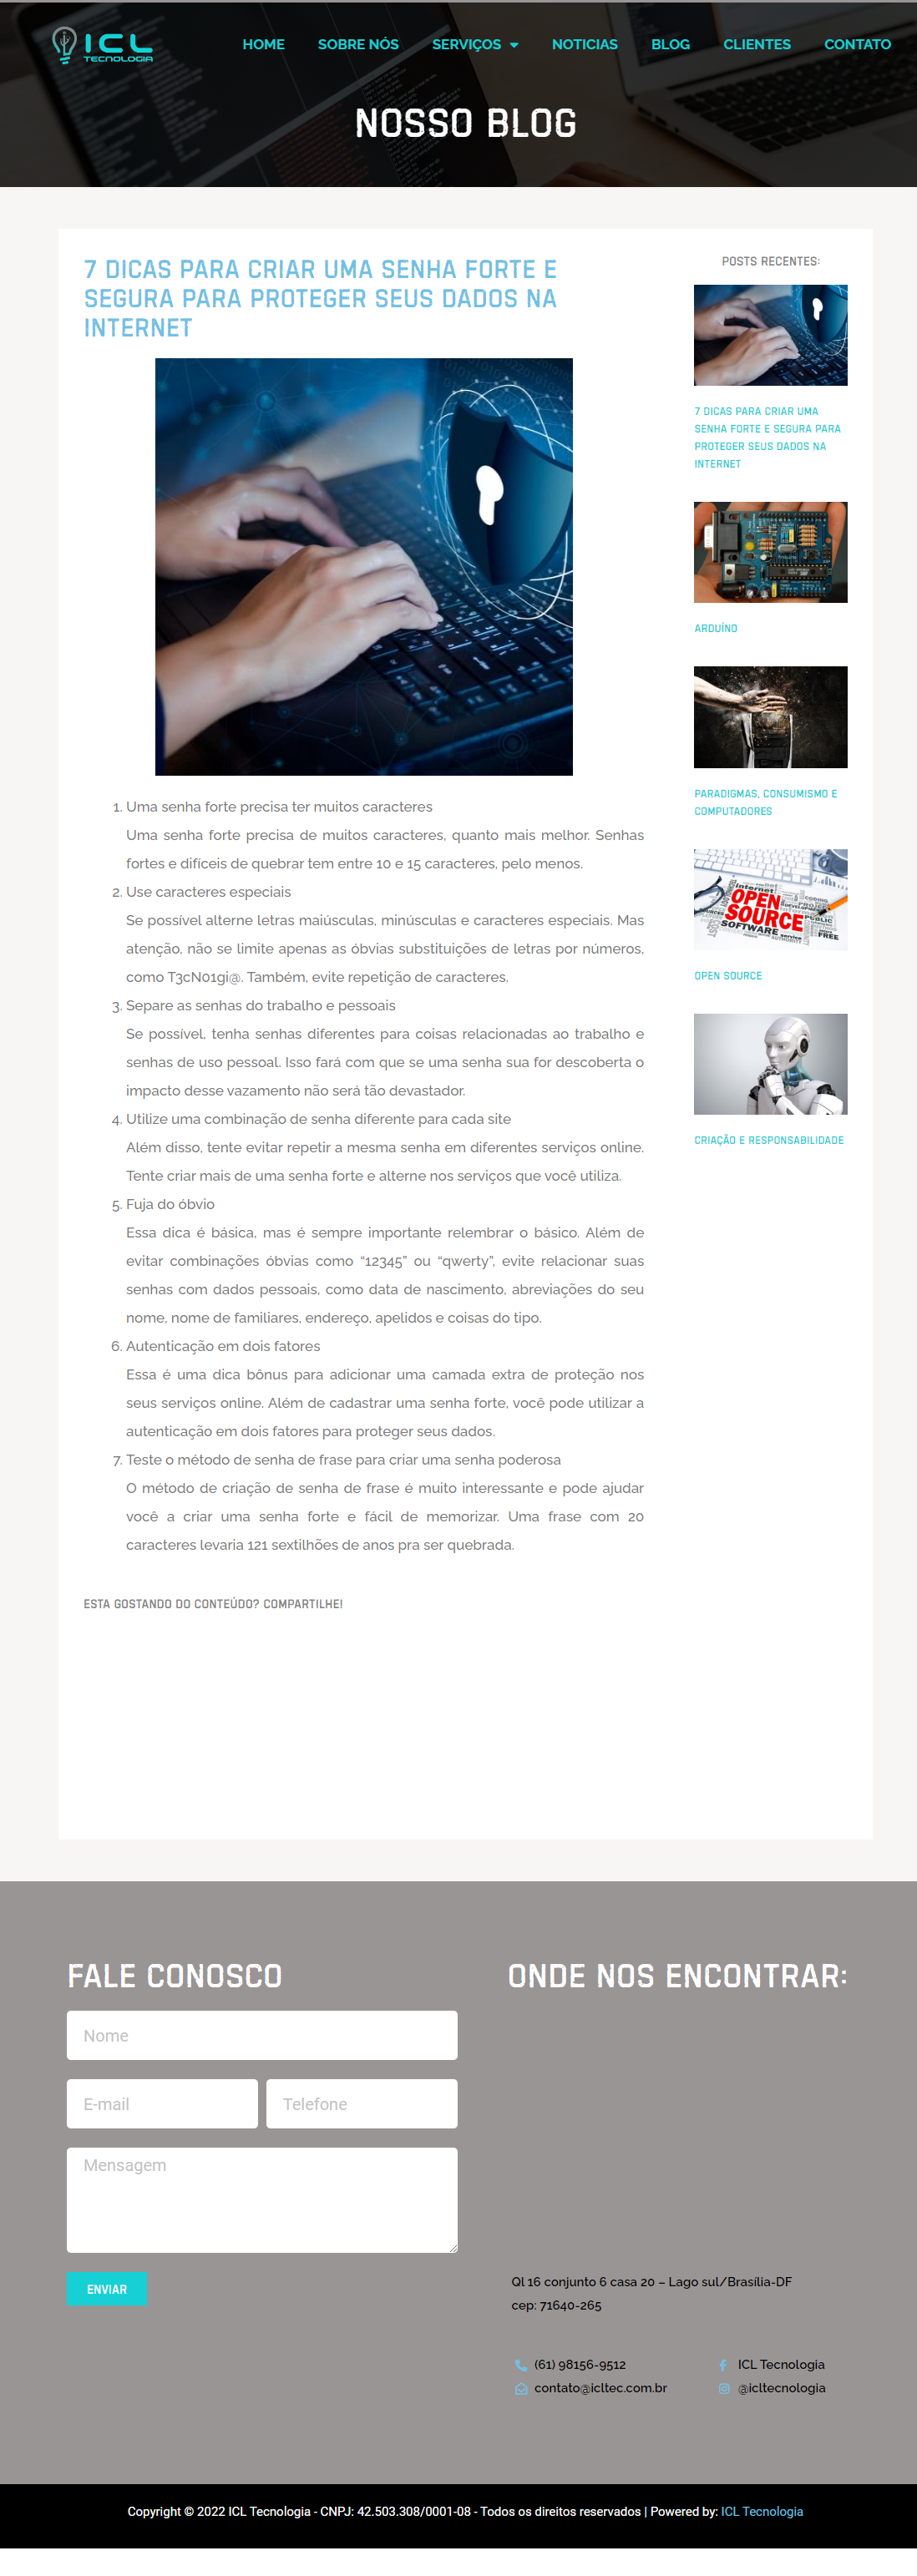 ICL
TECNOLOGIA
HOME
SOBRE NÓS
SERVIÇOS
NOTICIAS
BLOG
CLIENTES
CONTATO
NOSSO BLOG
7 DICAS PARA CRIAR UMA SENHA FORTE E
SEGURA PARA PROTEGER SEUS DADOS NA
INTERNET
1. Uma senha forte precisa ter muitos caracteres
Uma senha forte precisa de muitos caracteres, quanto mais melhor. Senhas
fortes e difíceis de quebrar tem entre 10 e 15 caracteres, pelo menos.
2. Use caracteres especiais
Se possível alterne letras maiúsculas, minúsculas e caracteres especiais. Mas
atenção, não se limite apenas as óbvias substituições de letras por números,
como T3cN01gi@. Também, evite repetição de caracteres.
3. Separe as senhas do trabalho e pessoais
Se possível, tenha senhas diferentes para coisas relacionadas ao trabalho e
senhas de uso pessoal. Isso fará com que se uma senha sua for descoberta o
impacto desse vazamento não será tão devastador.
4. Utilize uma combinação de senha diferente para cada site
Além disso, tente evitar repetir a mesma senha em diferentes serviços online.
Tente criar mais de uma senha forte e alterne nos serviços que você utiliza.
5. Fuja do óbvio
Essa dica é básica, mas é sempre importante relembrar o básico. Além de
evitar combinações óbvias como “12345” ou “qwerty”, evite relacionar suas
senhas com dados pessoais, como data de nascimento, abreviações do seu
nome, nome de familiares, endereço, apelidos e coisas do tipo.
6. Autenticação em dois fatores
Essa é uma dica bônus para adicionar uma camada extra de proteção nos
seus serviços online. Além de cadastrar uma senha forte, você pode utilizar a
autenticação em dois fatores para proteger seus dados.
7. Teste o método de senha de frase para criar uma senha poderosa
O método de criação de senha de frase é muito interessante e pode ajudar
você a criar uma senha forte e fácil de memorizar. Uma frase com 20
caracteres levaria 121 sextilhões de anos pra ser quebrada.
ESTA GOSTANDO DO CONTEÚDO? COMPARTILHE!
POSTS RECENTES:
7 DICAS PARA CRIAR UMA
SENHA FORTE E SEGURA PARA
PROTEGER SEUS DADOS NA
INTERNET
ARDUÍNO
PARADIGMAS, CONSUMISMO E
COMPUTADORES
internet
OPEN
SOURCE
SOFTWARE
FREE
OPEN SOURCE
CRIAÇÃO E RESPONSABILIDADE
FALE CONOSCO
Nome
E-mail
Telefone
Mensagem
ENVIAR
ONDE NOS ENCONTRAR:
Ql 16 conjunto 6 casa 20 – Lago sul/Brasília-DF
cep: 71640-265
(61) 98156-9512
contato@icltec.com.br
ICL Tecnologia
@icltecnologia
Copyright © 2022 ICL Tecnologia - CNPJ: 42.503.308/0001-08 - Todos os direitos reservados | Powered by: ICL Tecnologia